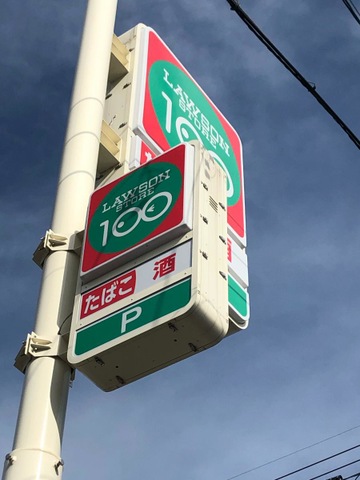 LAWSON
STORE
100
LAWSON
STORE
100
たばこ 酒
P